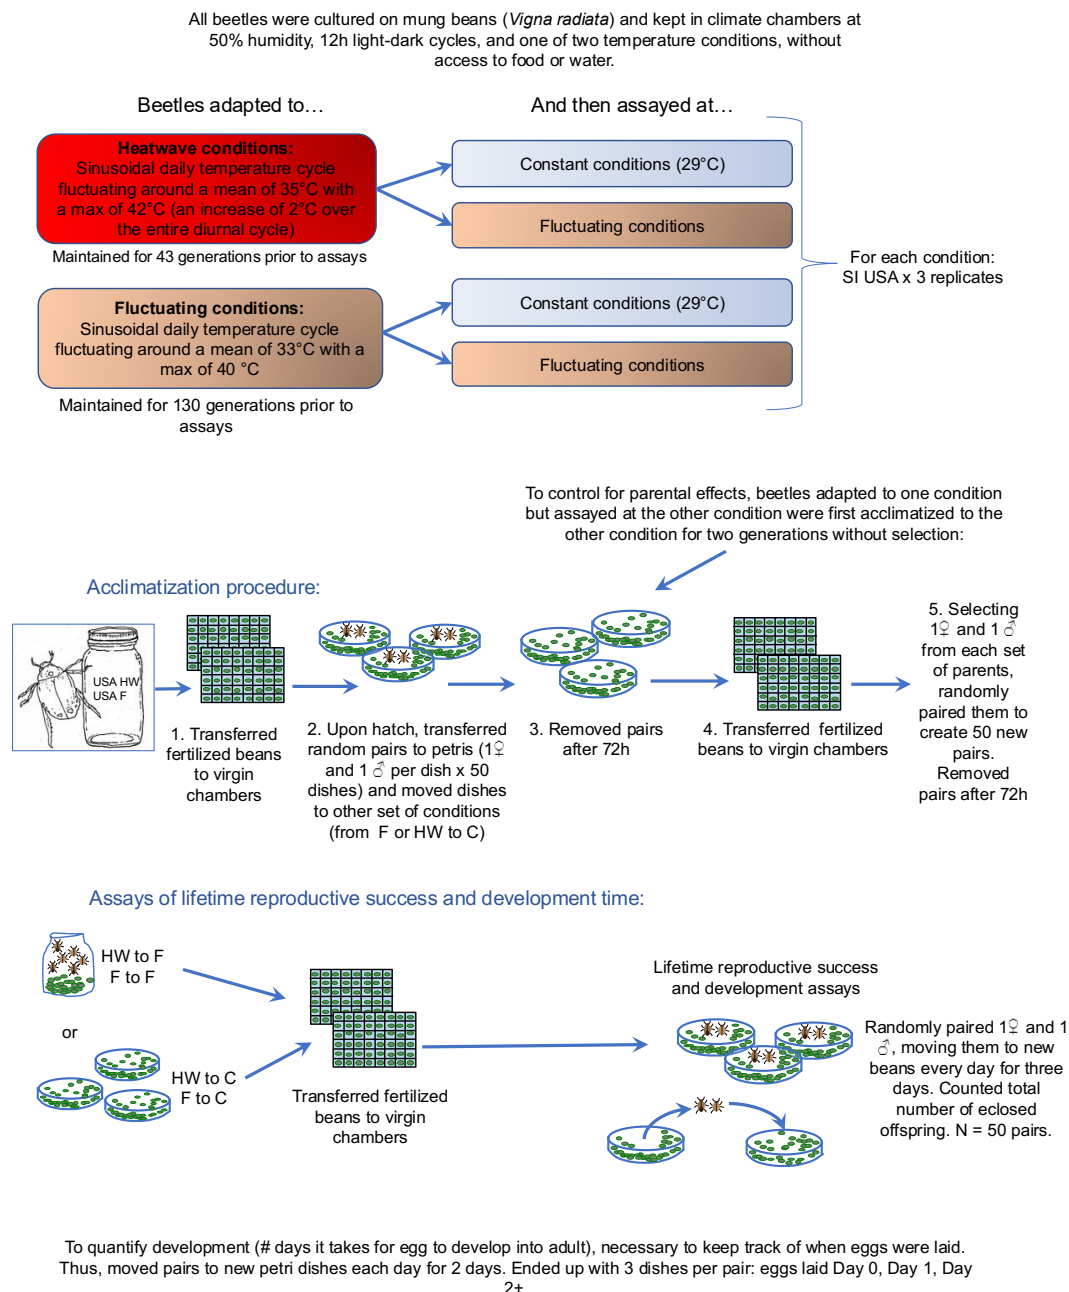 All beetles were cultured on mung beans (Vigna radiata) and kept in climate chambers at
50% humidity, 12h light-dark cycles, and one of two temperature conditions, without
access to food or water.
Beetles adapted to…
And then assayed at…
Heatwave conditions:
Sinusoidal daily temperature cycle
fluctuating around a mean of 35°C with
a max of 42°C (an increase of 2°C over
the entire diurnal cycle)
Maintained for 43 generations prior to assays
Constant conditions (29°C)
Fluctuating conditions
Fluctuating conditions:
Sinusoidal daily temperature cycle
fluctuating around a mean of 33°C with a
max of 40 °C
Maintained for 130 generations prior to
assays
Constant conditions (29°C)
Fluctuating conditions
For each condition:
SI USA x 3 replicates
To control for parental effects, beetles adapted to one condition
but assayed at the other condition were first acclimatized to the
other condition for two generations without selection:
Acclimatization procedure:
USA HW
USA F
1. Transferred
fertilized beans
to virgin
chambers
2. Upon hatch, transferred
random pairs to petris (1♀
and 1 ♂ per dish x 50
dishes) and moved dishes
to other set of conditions
(from F or HW to C)
3. Removed pairs
after 72h
4. Transferred fertilized
beans to virgin chambers
5. Selecting
1♀ and 1 ♂
from each set
of parents,
randomly
paired them to
create 50 new
pairs.
Removed
pairs after 72h
Assays of lifetime reproductive success and development time:
HW to F
F to F
or
HW to C
F to C
Transferred fertilized
beans to virgin
chambers
Lifetime reproductive success
and development assays
Randomly paired 1♀ and 1
♂, moving them to new
beans every day for three
days. Counted total
number of eclosed
offspring. N = 50 pairs.
To quantify development (# days it takes for egg to develop into adult), necessary to keep track of when eggs were laid.
Thus, moved pairs to new petri dishes each day for 2 days. Ended up with 3 dishes per pair: eggs laid Day 0, Day 1, Day
2+